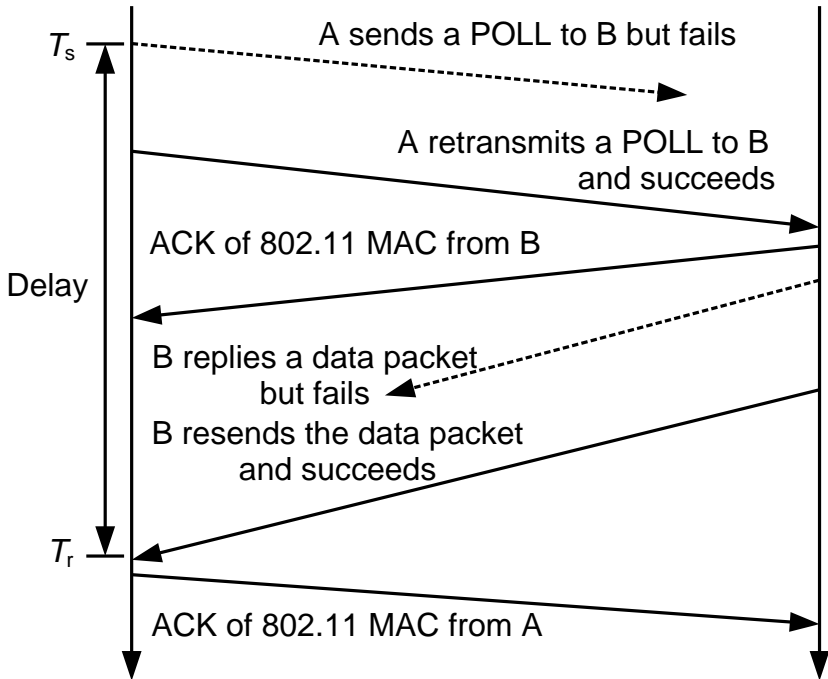 A sends a POLL to B but fails
Ts
A retransmits a POLL to B
and succeeds
ACK of 802.11 MAC from B
Delay
B replies a data packet
but fails
B resends the data packet
and succeeds
Tr
ACK of 802.11 MAC from A